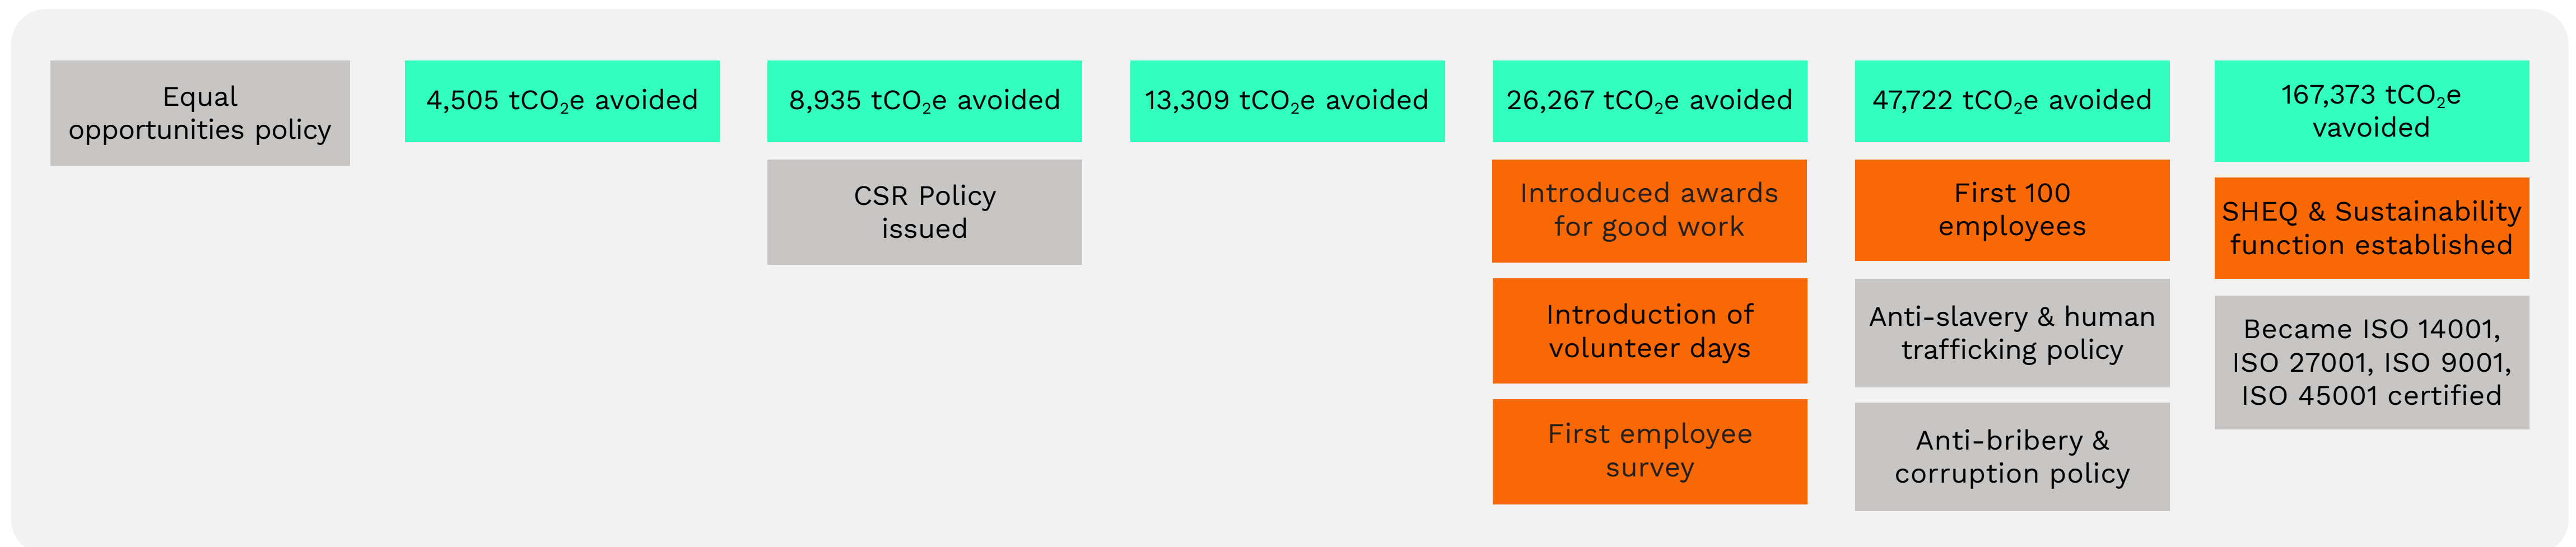 Equal
opportunities policy
4,505 tCO₂e avoided
8,935 tCO₂e avoided
CSR Policy
issued
13,309 tCO₂e avoided
26,267 tCO₂e avoided
Introduced awards
for good work
Introduction of
volunteer days
First employee
survey
47,722 tCO₂e avoided
First 100
employees
Anti-slavery & human
trafficking policy
Anti-bribery &
corruption policy
167,373 tCO₂e
vavoided
SHEQ & Sustainability
function established
Became ISO 14001,
ISO 27001, ISO 9001,
ISO 45001 certified